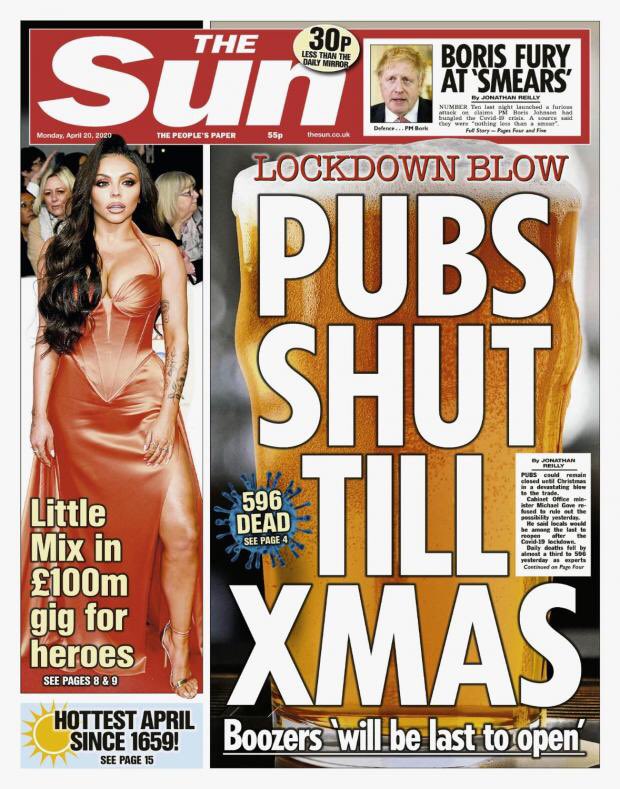 THE
Sun
30P
LESS THAN THE
DAILY MIRROR
Monday, April 20, 2020
THE PEOPLE'S PAPER
55p
thesun.co.uk
Defence . . . PM Boris
BORIS FURY
AT 'SMEARS'
By JONATHAN REILLY
NUMBER Ten last night launched a furious
attack on claims PM Boris Johnson had
bungled the Covid-19 crisis. A source said
they were "nothing less than a smear".
Full Story – Pages Four and Five
LOCKDOWN BLOW
PUBS
SHUT
TILL
XMAS
Boozers 'will be last to open'
596
DEAD
SEE PAGE 4
By JONATHAN
REILLY
PUBS could remain
closed until Christmas
in a devastating blow
to the trade.
Cabinet Office min-
ister Michael Gove re-
fused to rule out the
possibility yesterday.
He said locals would
be among the last to
reopen after the
Covid-19 lockdown.
Daily deaths fell by
almost a third to 596
yesterday as experts
Continued on Page Four
Little
Mix in
£100m
gig for
heroes
SEE PAGES 8 & 9
HOTTEST APRIL
SINCE 1659!
SEE PAGE 15